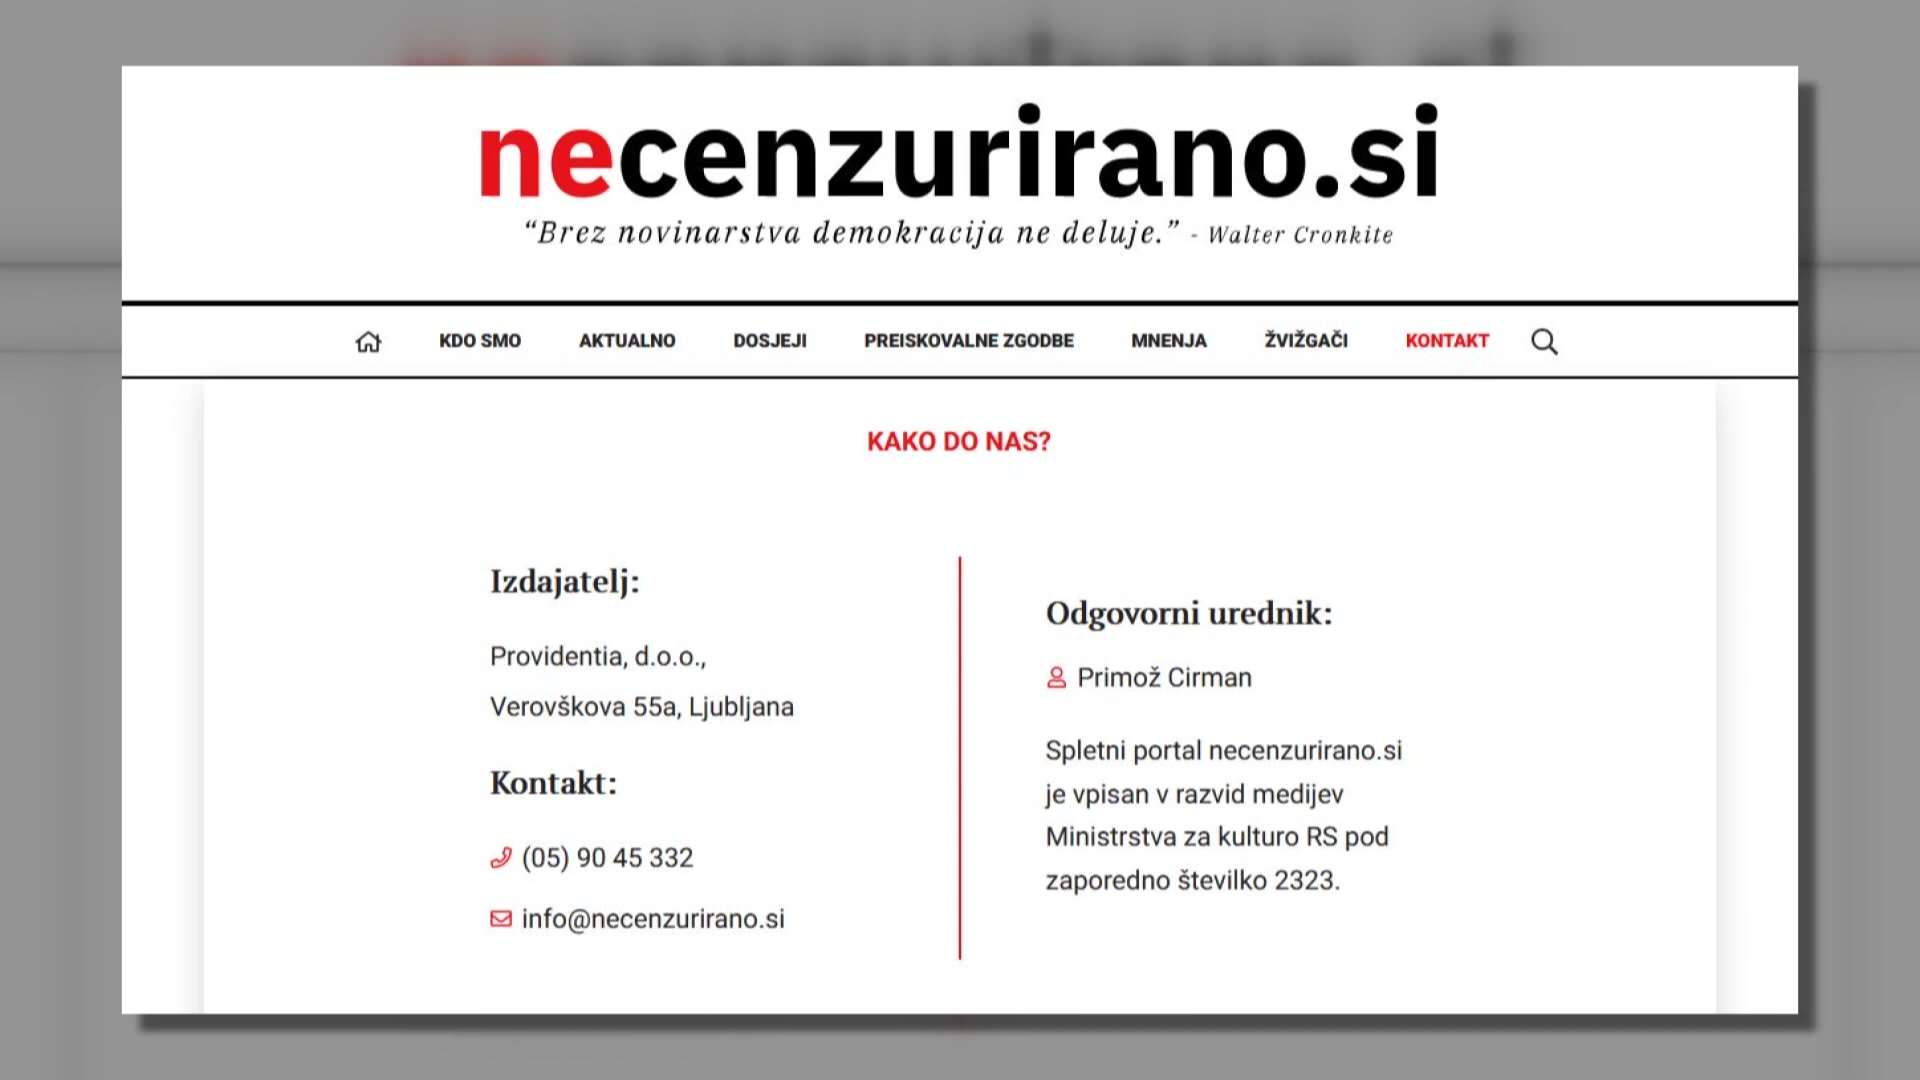 necenzurirano.si
“Brez novinarstva demokracija ne deluje.” - Walter Cronkite
KDO SMO AKTUALNO DOSJEJI PREISKOVALNE ZGODBE MNENJA ŽVIŽGAČI KONTAKT
KAKO DO NAS?
Izdajatelj:
Providentia, d.o.o.,
Verovškova 55a, Ljubljana
Kontakt:
(05) 90 45 332
info@necenzurirano.si
Odgovorni urednik:
Primož Cirman
Spletni portal necenzurirano.si
je vpisan v razvid medijev
Ministrstva za kulturo RS pod
zaporedno številko 2323.